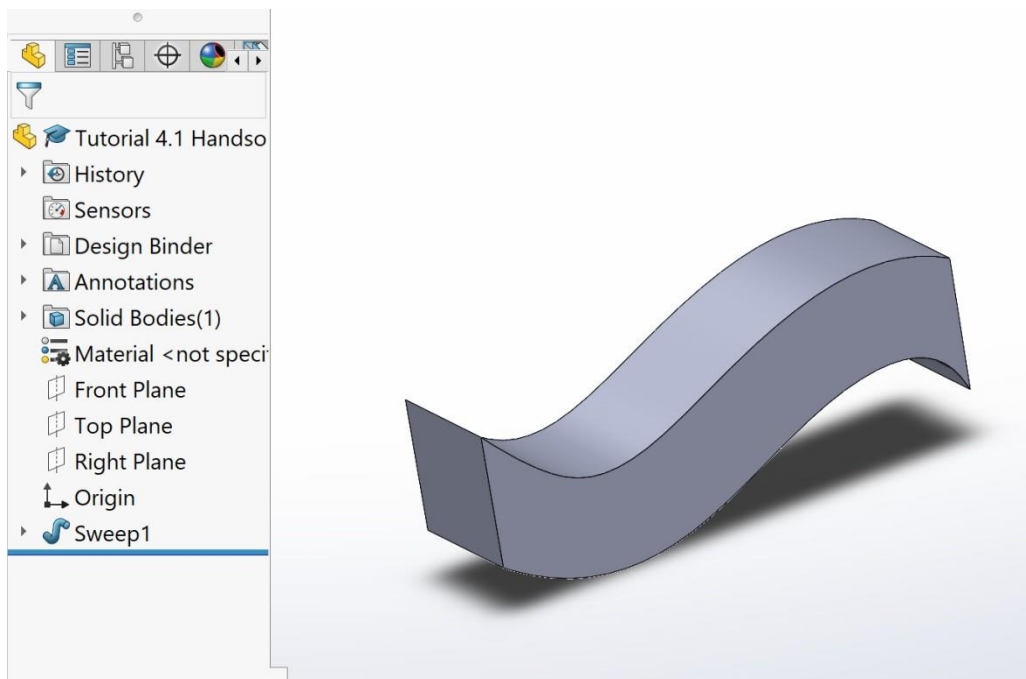 Tutorial 4.1 Handso
History
Sensors
Design Binder
Annotations
Solid Bodies(1)
Material <not speci
Front Plane
Top Plane
Right Plane
Origin
Sweep1